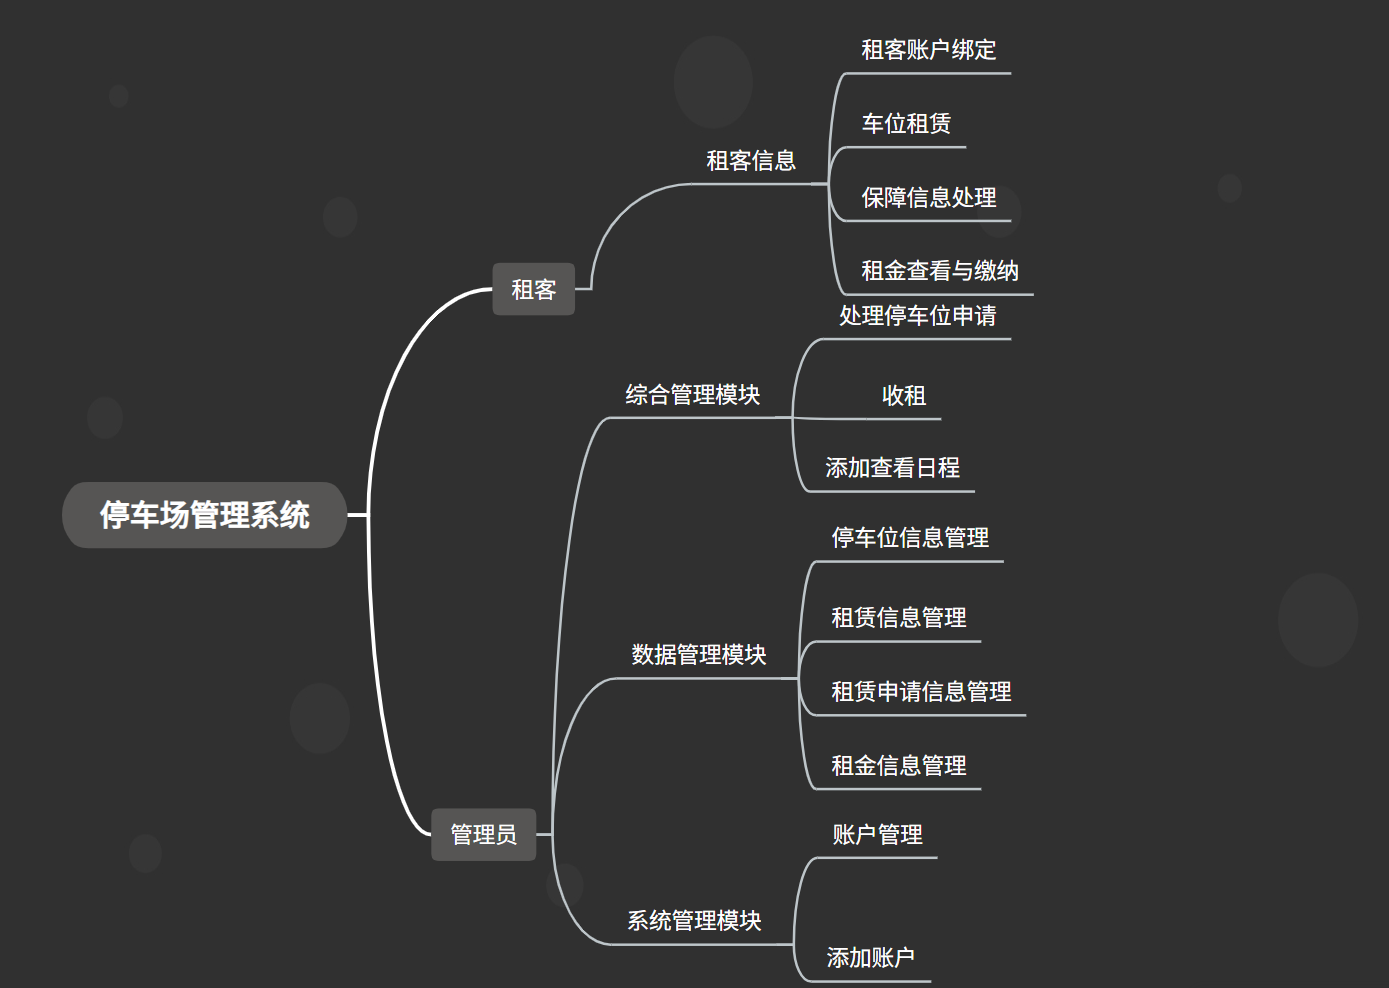 停车场管理系统
租客
租客信息
租客账户绑定
车位租赁
保障信息处理
租金查看与缴纳
管理员
综合管理模块
处理停车位申请
收租
添加查看日程
数据管理模块
停车位信息管理
租赁信息管理
租赁申请信息管理
租金信息管理
系统管理模块
账户管理
添加账户